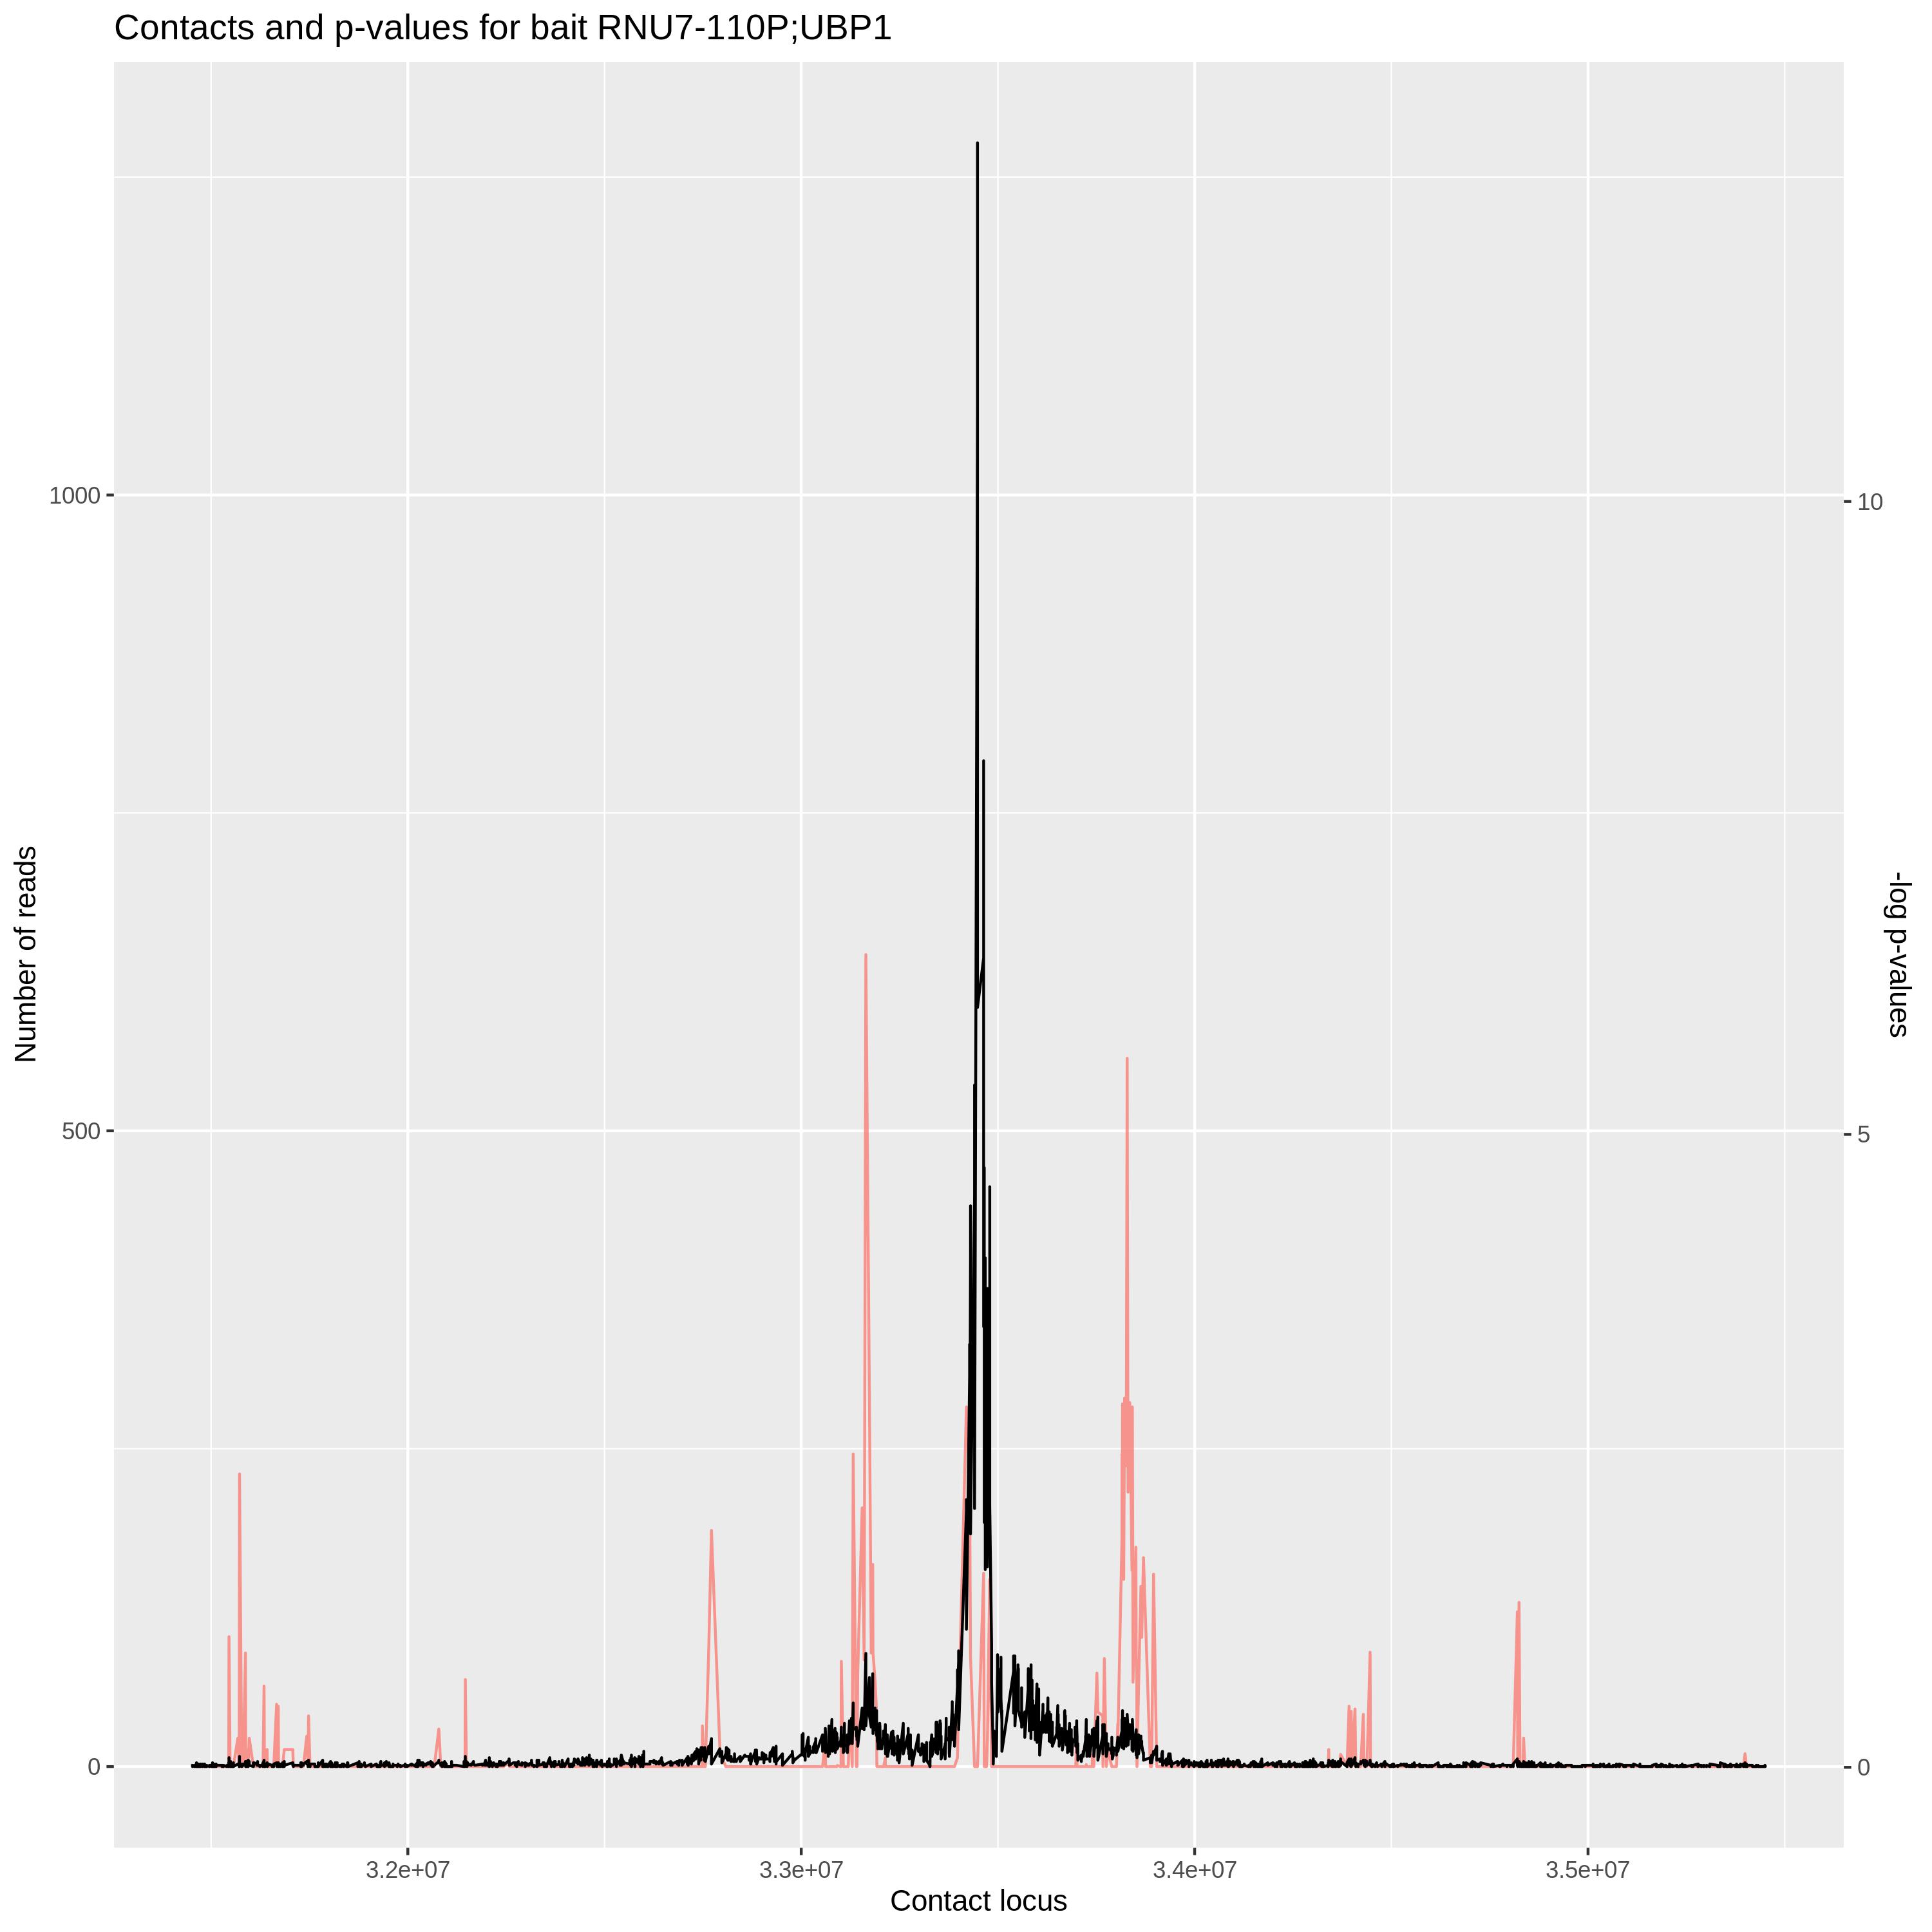 Contacts and p-values for bait RNU7-110P;UBP1
1000
500
0
Number of reads
10
5
0
-log p-values
3.2e+07
3.3e+07
3.4e+07
3.5e+07
Contact locus